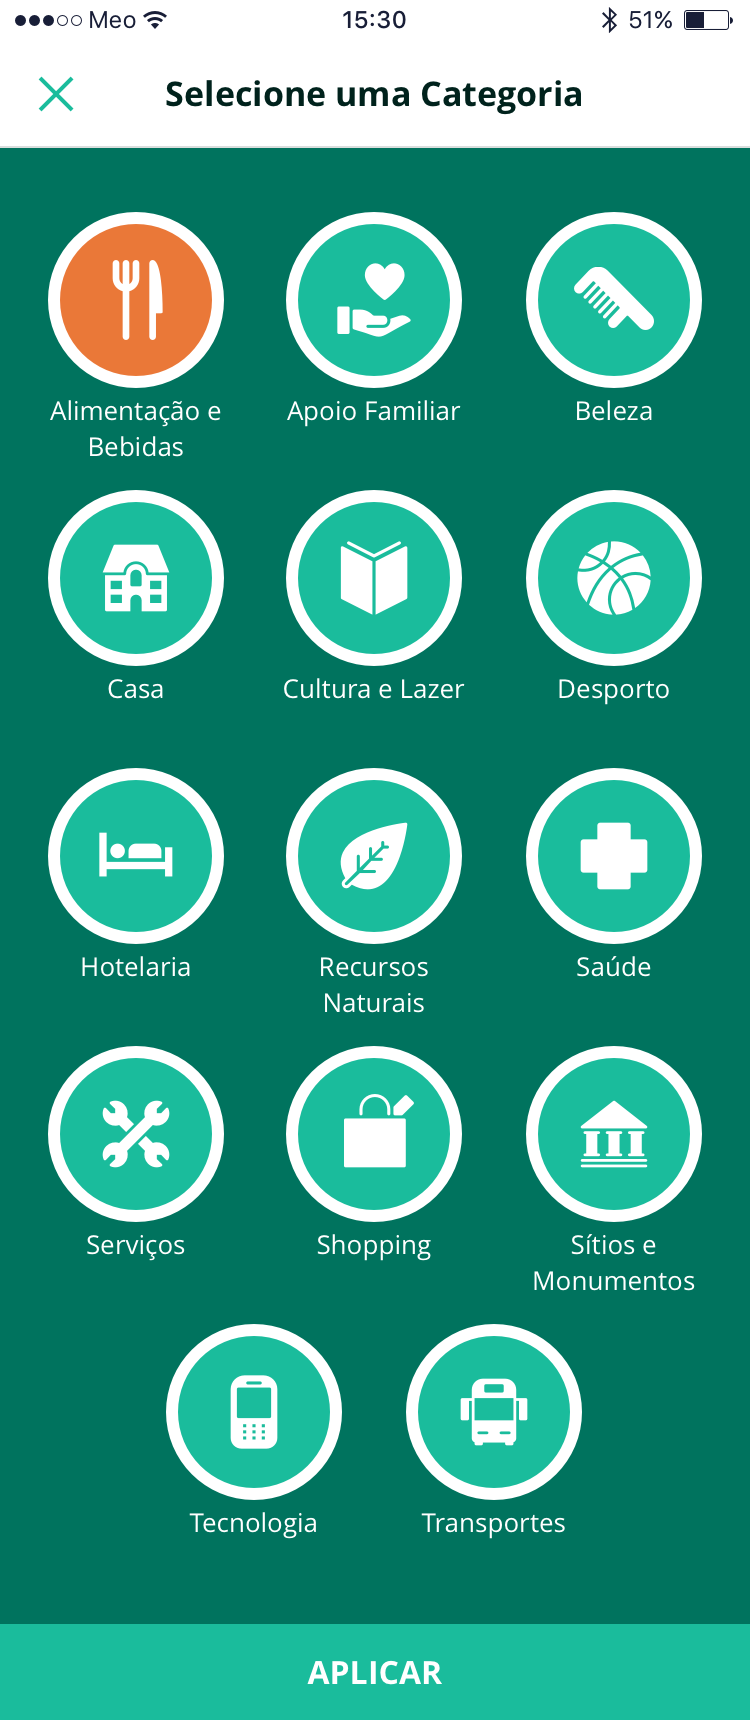 Meo 15:30 51%
Selecione uma Categoria
Alimentação e
Bebidas
Apoio Familiar
Beleza
Casa
Cultura e Lazer
Desporto
Hotelaria
Recursos
Naturais
Saúde
Serviços
Shopping
Sítios e
Monumentos
Tecnologia
Transportes
APLICAR